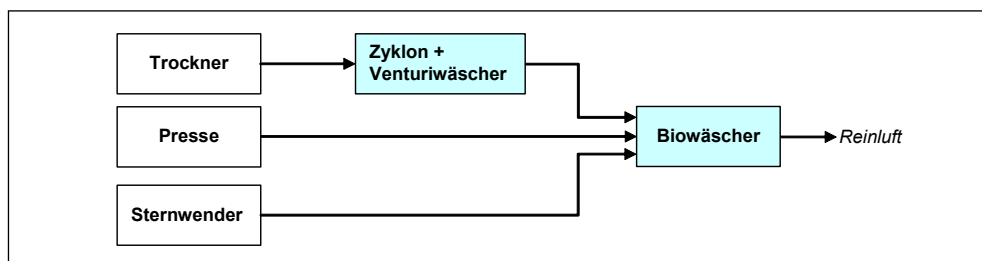 Trockner
Zyklon +
Venturiwäscher
Presse
Biowäscher
Reinluft
Sternwender